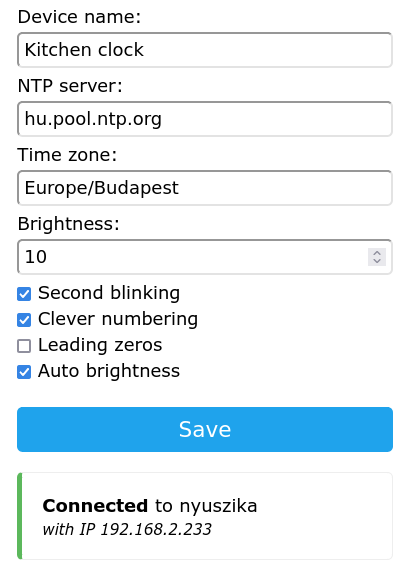 Device name:
Kitchen clock
NTP server:
hu.pool.ntp.org
Time zone:
Europe/Budapest
Brightness:
10
Second blinking
Clever numbering
Leading zeros
Auto brightness
Save
Connected to nyuszika
with IP 192.168.2.233